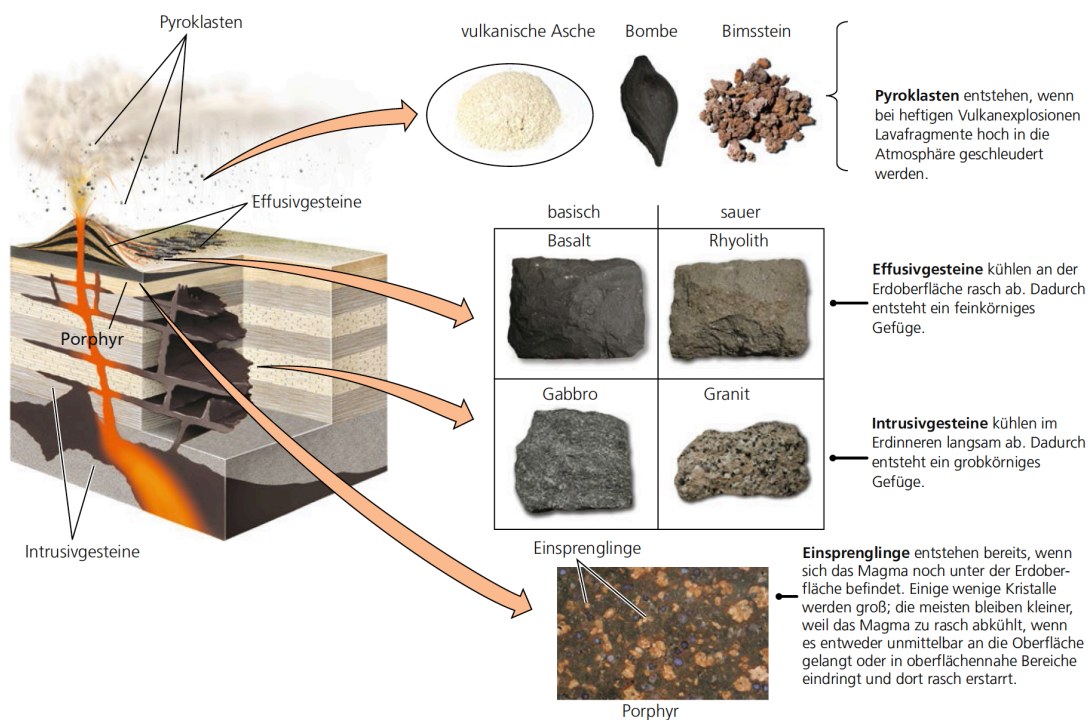 Pyroklasten
vulkanische Asche
Bombe
Bimsstein
Pyroklasten entstehen, wenn
bei heftigen Vulkanexplosionen
Lavafragmente hoch in die
Atmosphäre geschleudert
werden.
Effusivgesteine
basisch
sauer
Basalt
Rhyolith
Effusivgesteine kühlen an der
Erdoberfläche rasch ab. Dadurch
entsteht ein feinkörniges
Gefüge.
Porphyr
Gabbro
Granit
Intrusivgesteine kühlen im
Erdinneren langsam ab. Dadurch
entsteht ein grobkörniges
Gefüge.
Intrusivgesteine
Einsprenglinge
Einsprenglinge entstehen bereits, wenn
sich das Magma noch unter der Erdober-
fläche befindet. Einige wenige Kristalle
werden groß; die meisten bleiben kleiner,
weil das Magma zu rasch abkühlt, wenn
es entweder unmittelbar an die Oberfläche
gelangt oder in oberflächennahe Bereiche
eindringt und dort rasch erstarrt.
Porphyr